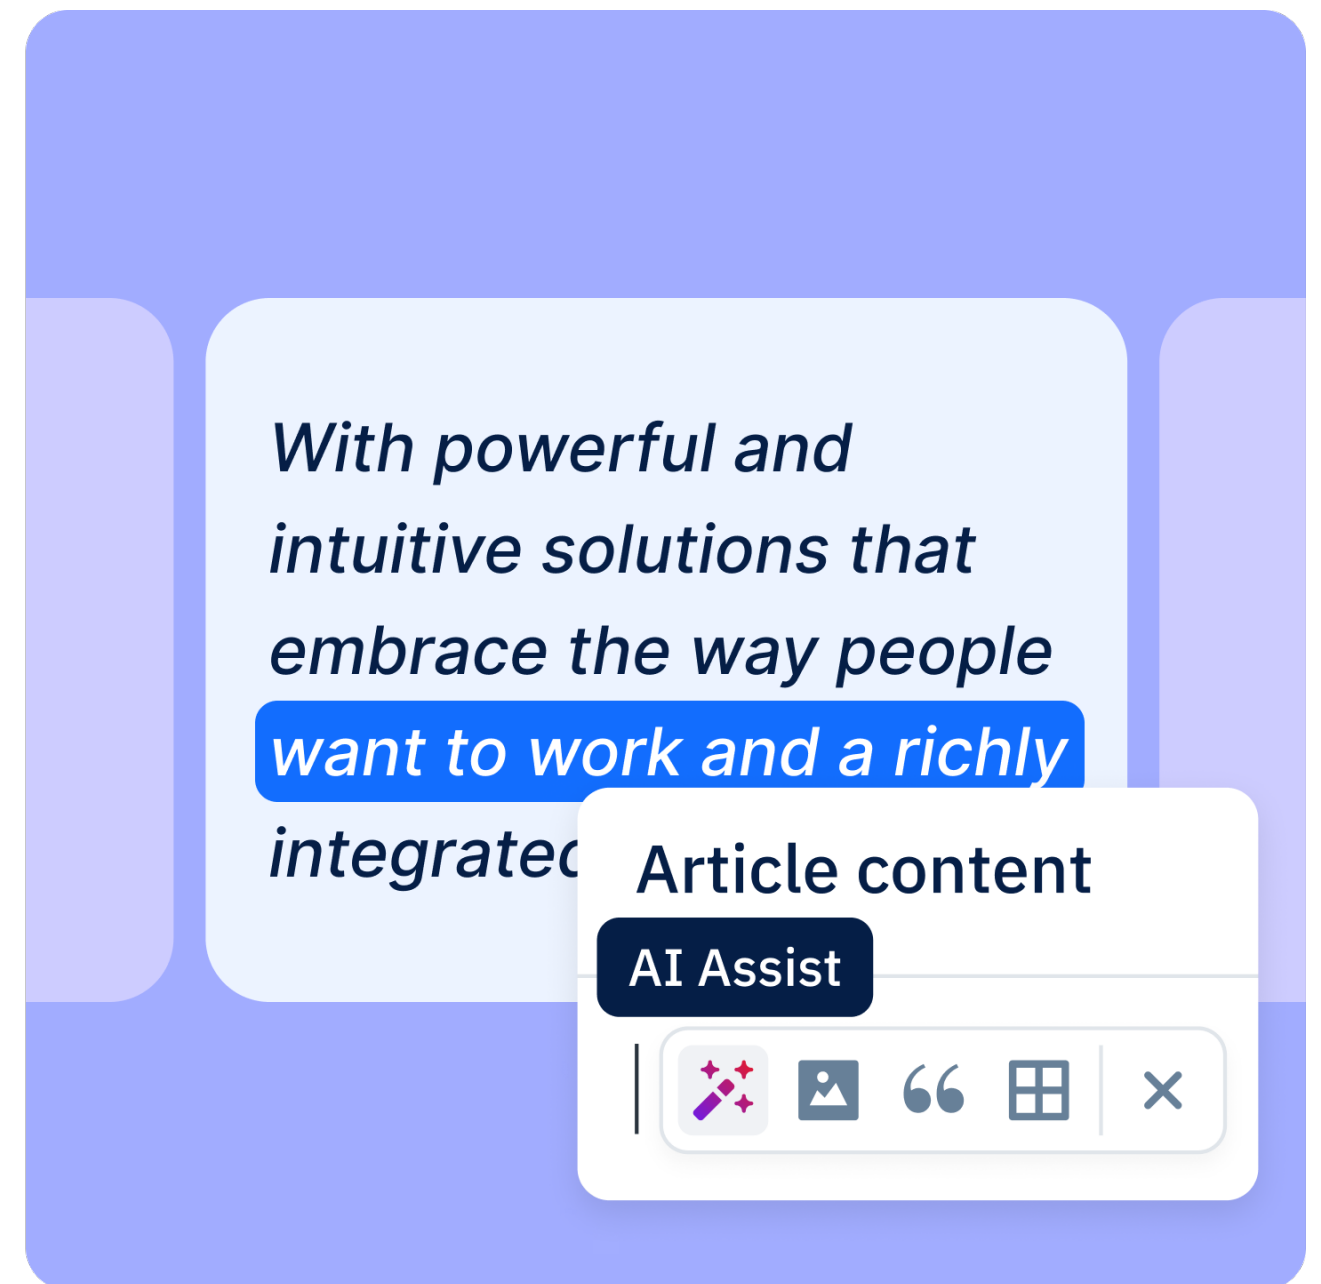 With powerful and
intuitive solutions that
embrace the way people
want to work and a richly
Article content
AI Assist